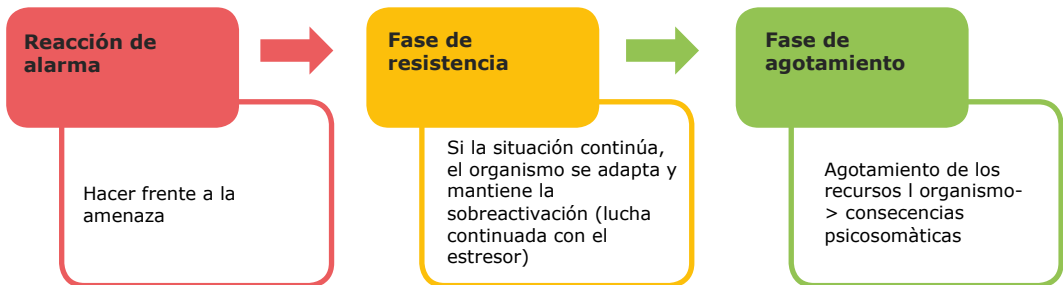 Reacción de
alarma
Hacer frente a la
amenaza
Fase de
resistencia
Si la situación continúa,
el organismo se adapta y
mantiene la
sobreactivación (lucha
continuada con el
estresor)
Fase de
agotamiento
Agotamiento de los
recursos l organismo-
> consecencias
psicosomàticas